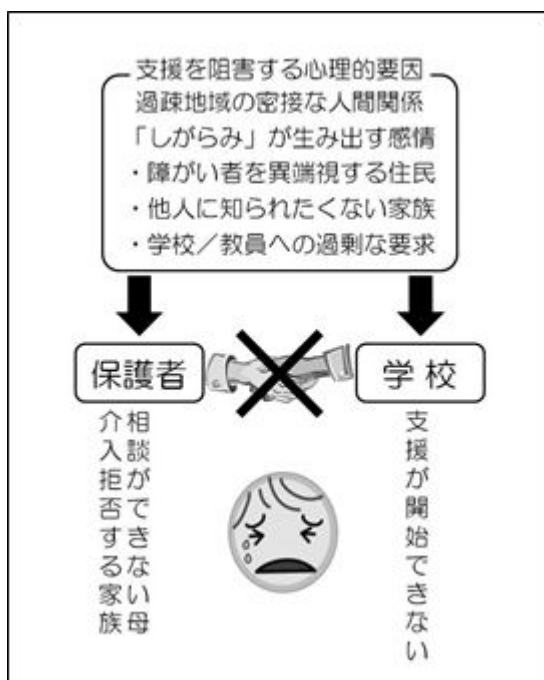 支援を阻害する心理的要因
過疎地域の密接な人間関係
「しがらみ」が生み出す感情
・障がい者を異端視する住民
・他人に知られたくない家族
・学校／教員への過剰な要求
保護者
学校
相談ができない母
介入拒否する家族
支援が開始できない